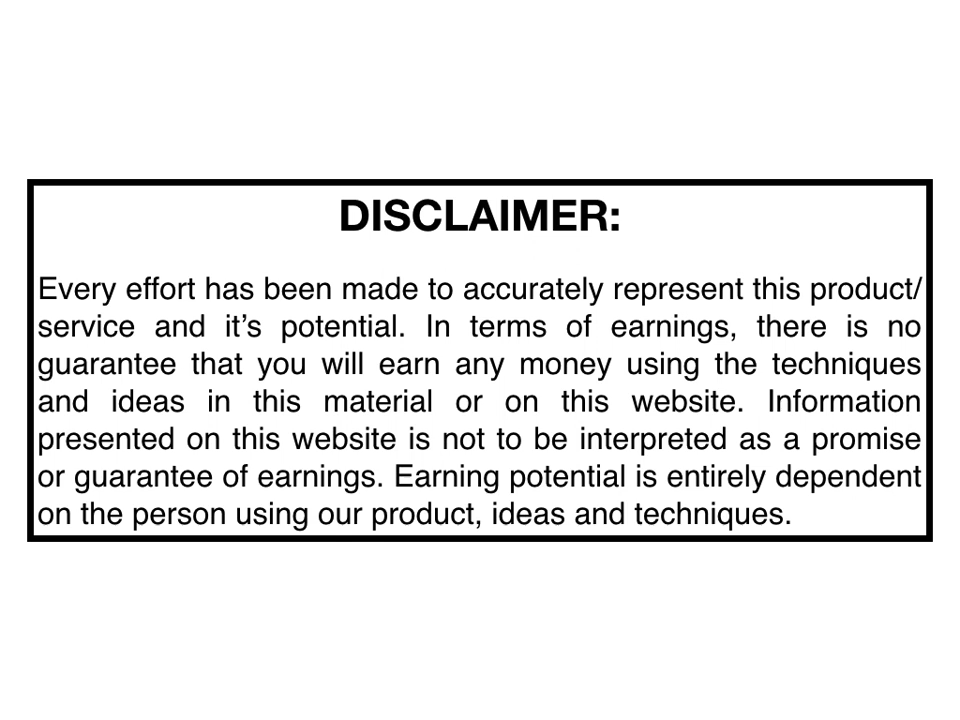 DISCLAIMER:
Every effort has been made to accurately represent this product/
service and it’s potential. In terms of earnings, there is no
guarantee that you will earn any money using the techniques
and ideas in this material or on this website. Information
presented on this website is not to be interpreted as a promise
or guarantee of earnings. Earning potential is entirely dependent
on the person using our product, ideas and techniques.